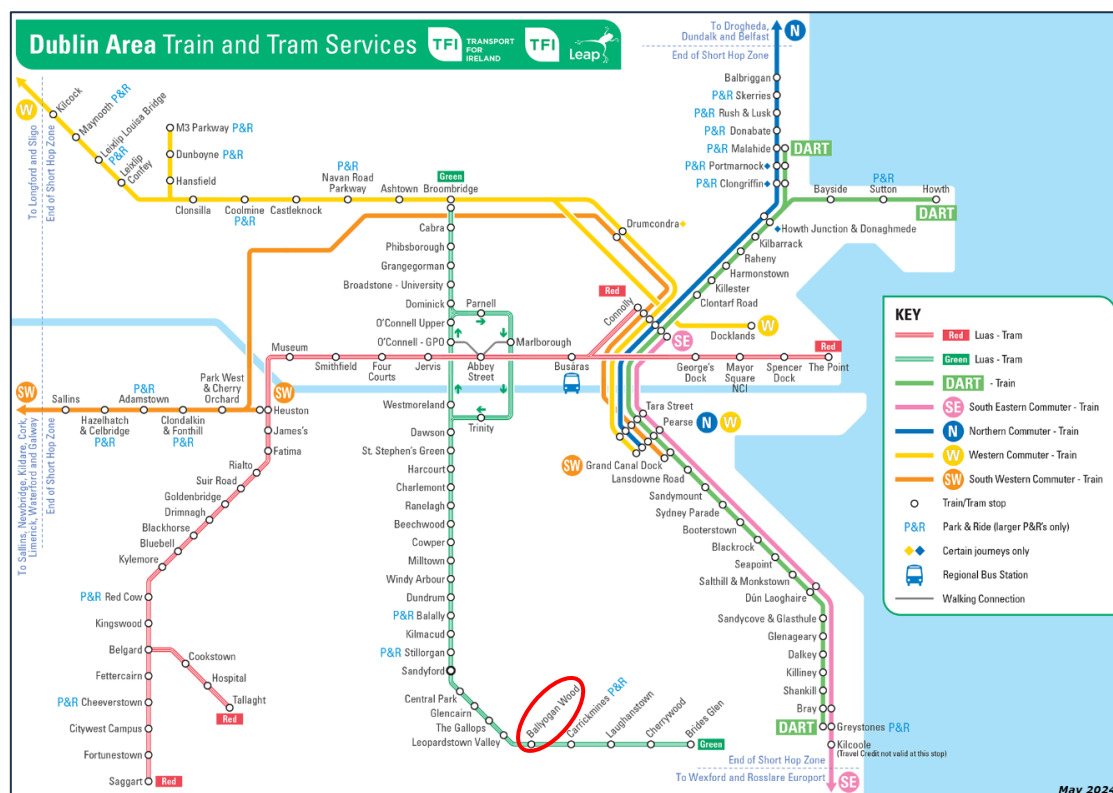 Dublin Area Train and Tram Services
TFI
TRANSPORT
FOR
IRELAND
TFI
Leap
To Drogheda,
Dundalk and Belfast
N
End of Short Hop Zone
Balbriggan
P&R Skerries
P&R Rush & Lusk
P&R Donabate
P&R Malahide
DART
P&R Portmarnock
P&R Clongriffin
Bayside
P&R
Sutton
Howth
DART
Howth Junction & Donaghmede
Kilbarrack
Raheny
Harmonstown
Killester
Clontarf Road
W
To Longford and Sligo
End of Short Hop Zone
Kilcock
Maynooth P&R
Leixlip Louisa Bridge
P&R
Leixlip
Confey
M3 Parkway P&R
Dunboyne P&R
Hansfield
Clonsilla
Coolmine
P&R
Castleknock
P&R
Navan Road
Parkway
Ashtown
Green
Broombridge
Drumcondra
Cabra
Phibsborough
Grangegorman
Broadstone - University
Dominick
Parnell
O'Connell Upper
O'Connell - GPO
Marlborough
Red
Connolly
SE
Docklands
W
Museum
Smithfield
Four
Courts
Jervis
Abbey
Street
Busáras
George's
Dock
Mayor
Square
NCI
Spencer
Dock
The Point
Red
SW
Sallins
Hazelhatch
& Celbridge
P&R
P&R
Adamstown
Clondalkin
& Fonthill
P&R
Park West
& Cherry
Orchard
SW
Heuston
To Sallins, Newbridge, Kildare, Cork,
Limerick, Waterford and Galway
End of Short Hop Zone
James's
Fatima
Rialto
Suir Road
Goldenbridge
Drimnagh
Blackhorse
Bluebell
Kylemore
P&R Red Cow
Kingswood
Belgard
Cookstown
Hospital
Tallaght
Red
Fettercairn
P&R Cheeverstown
Citywest Campus
Fortunestown
Saggart
Red
Westmoreland
Trinity
Dawson
St. Stephen's Green
Harcourt
Charlemont
Ranelagh
Beechwood
Cowper
Milltown
Windy Arbour
Dundrum
P&R Balally
Kilmacud
P&R Stillorgan
Sandyford
Central Park
Glencairn
The Gallops
Leopardstown Valley
Ballyogan Wood
Carrickmines P&R
Laughanstown
Cherrywood
Brides Glen
Green
Tara Street
Pearse
N
W
SW
Grand Canal Dock
Lansdowne Road
Sandymount
Sydney Parade
Booterstown
Blackrock
Seapoint
Salthill & Monkstown
Dún Laoghaire
Sandycove & Glasthule
Glenageary
Dalkey
Killiney
Shankill
Bray
DART
Greystones P&R
Kilcoole
(Travel Credit not valid at this stop)
End of Short Hop Zone
To Wexford and Rosslare Europort
SE
KEY
Red Luas - Tram
Green Luas - Tram
DART - Train
SE South Eastern Commuter - Train
N Northern Commuter - Train
W Western Commuter - Train
SW South Western Commuter - Train
Train/Tram stop
P&R Park & Ride (larger P&R's only)
Certain journeys only
Regional Bus Station
Walking Connection
May 2024